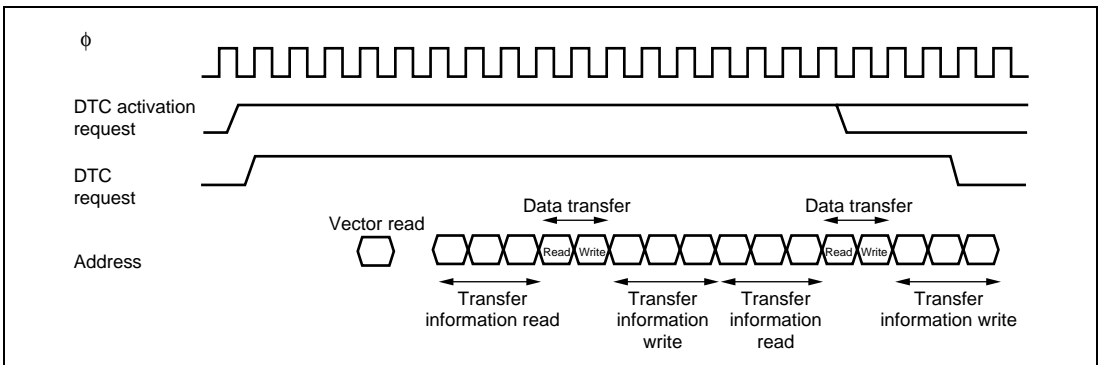 ϕ
DTC activation
request
DTC
request
Vector read
Data transfer
Data transfer
Address
Read
Write
Read
Write
Transfer
information read
Transfer
information
write
Transfer
information
read
Transfer
information write